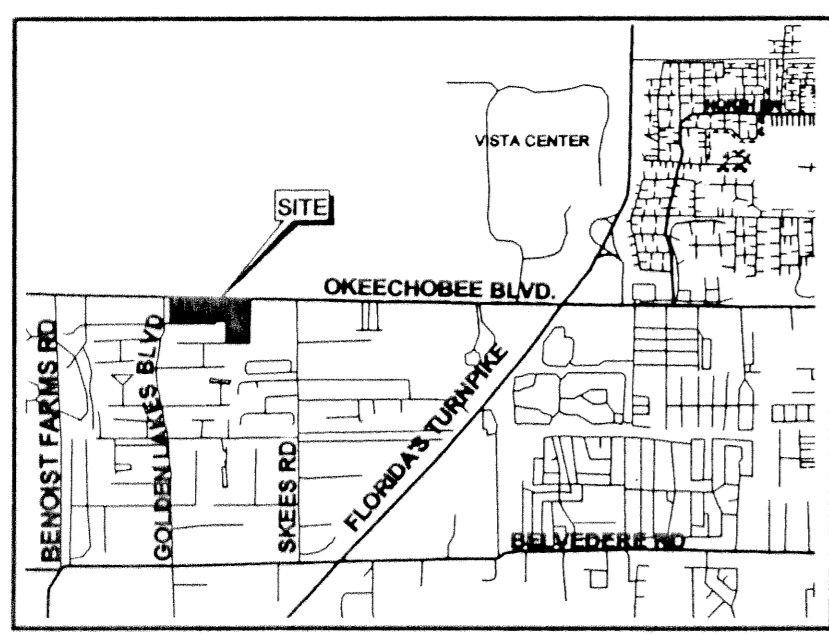 VISTA CENTER
SITE
OKEECHOBEE BLVD.
BENOIST FARMS RD
GOLDEN LAKES BLVD
SKEES RD
FLORIDA'S TURNPIKE
BELVEDERE RD